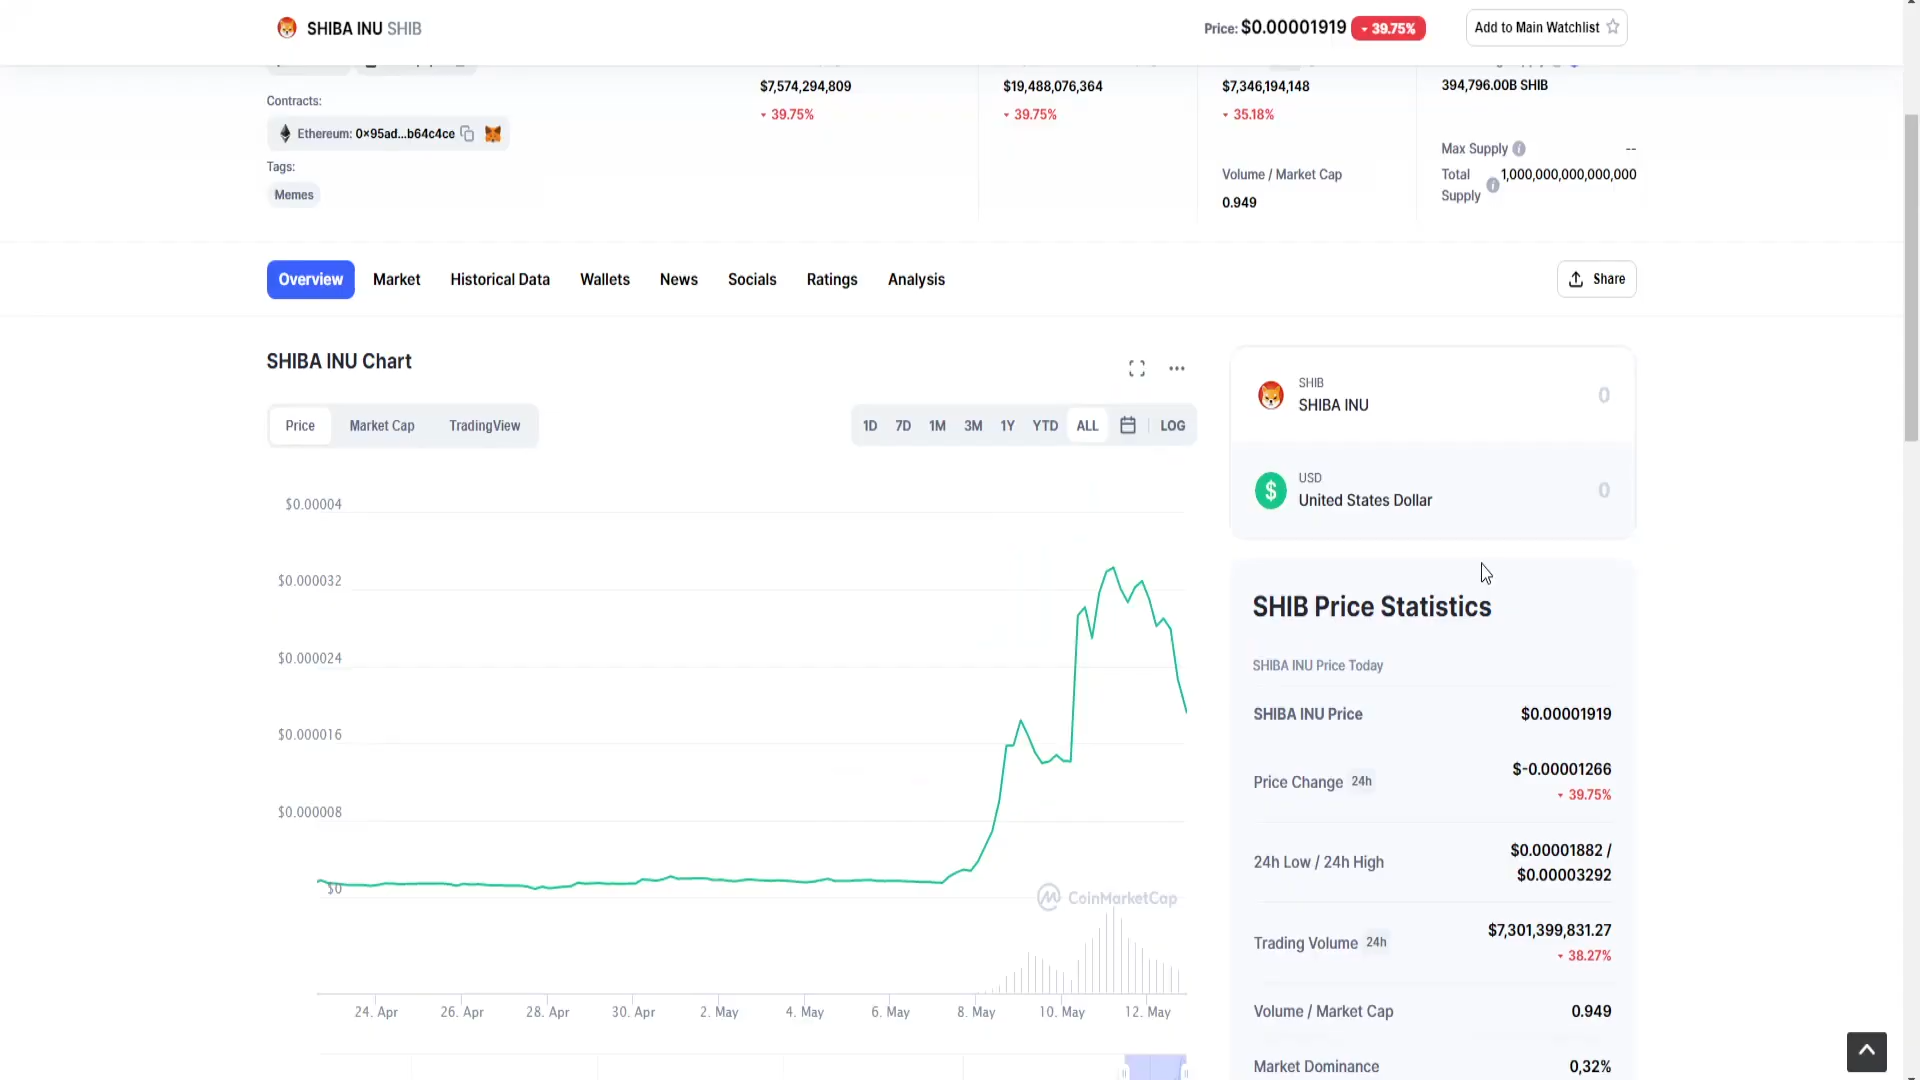 SHIBA INU SHIB
Price: $0.00001919 39.75%
Add to Main Watchlist
$7,574,294,809
39.75%
$19,488,076,364
39.75%
$7,346,194,148
35.18%
Volume / Market Cap
0.949
394,796.00B SHIB
Max Supply --
Total Supply 1,000,000,000,000,000
Contracts:
Ethereum: 0x95ad...b64c4ce
Tags:
Memes
Overview Market Historical Data Wallets News Socials Ratings Analysis
Share
SHIBA INU Chart
Price Market Cap TradingView
1D 7D 1M 3M 1Y YTD ALL LOG
$0.00004
$0.000032
$0.000024
$0.000016
$0.000008
$0
CoinMarketCap
24. Apr 26. Apr 28. Apr 30. Apr 2. May 4. May 6. May 8. May 10. May 12. May
SHIB
SHIBA INU 0
USD
United States Dollar 0
SHIB Price Statistics
SHIBA INU Price Today
SHIBA INU Price $0.00001919
Price Change 24h $-0.00001266
39.75%
24h Low / 24h High $0.00001882 /
$0.00003292
Trading Volume 24h $7,301,399,831.27
38.27%
Volume / Market Cap 0.949
Market Dominance 0,32%